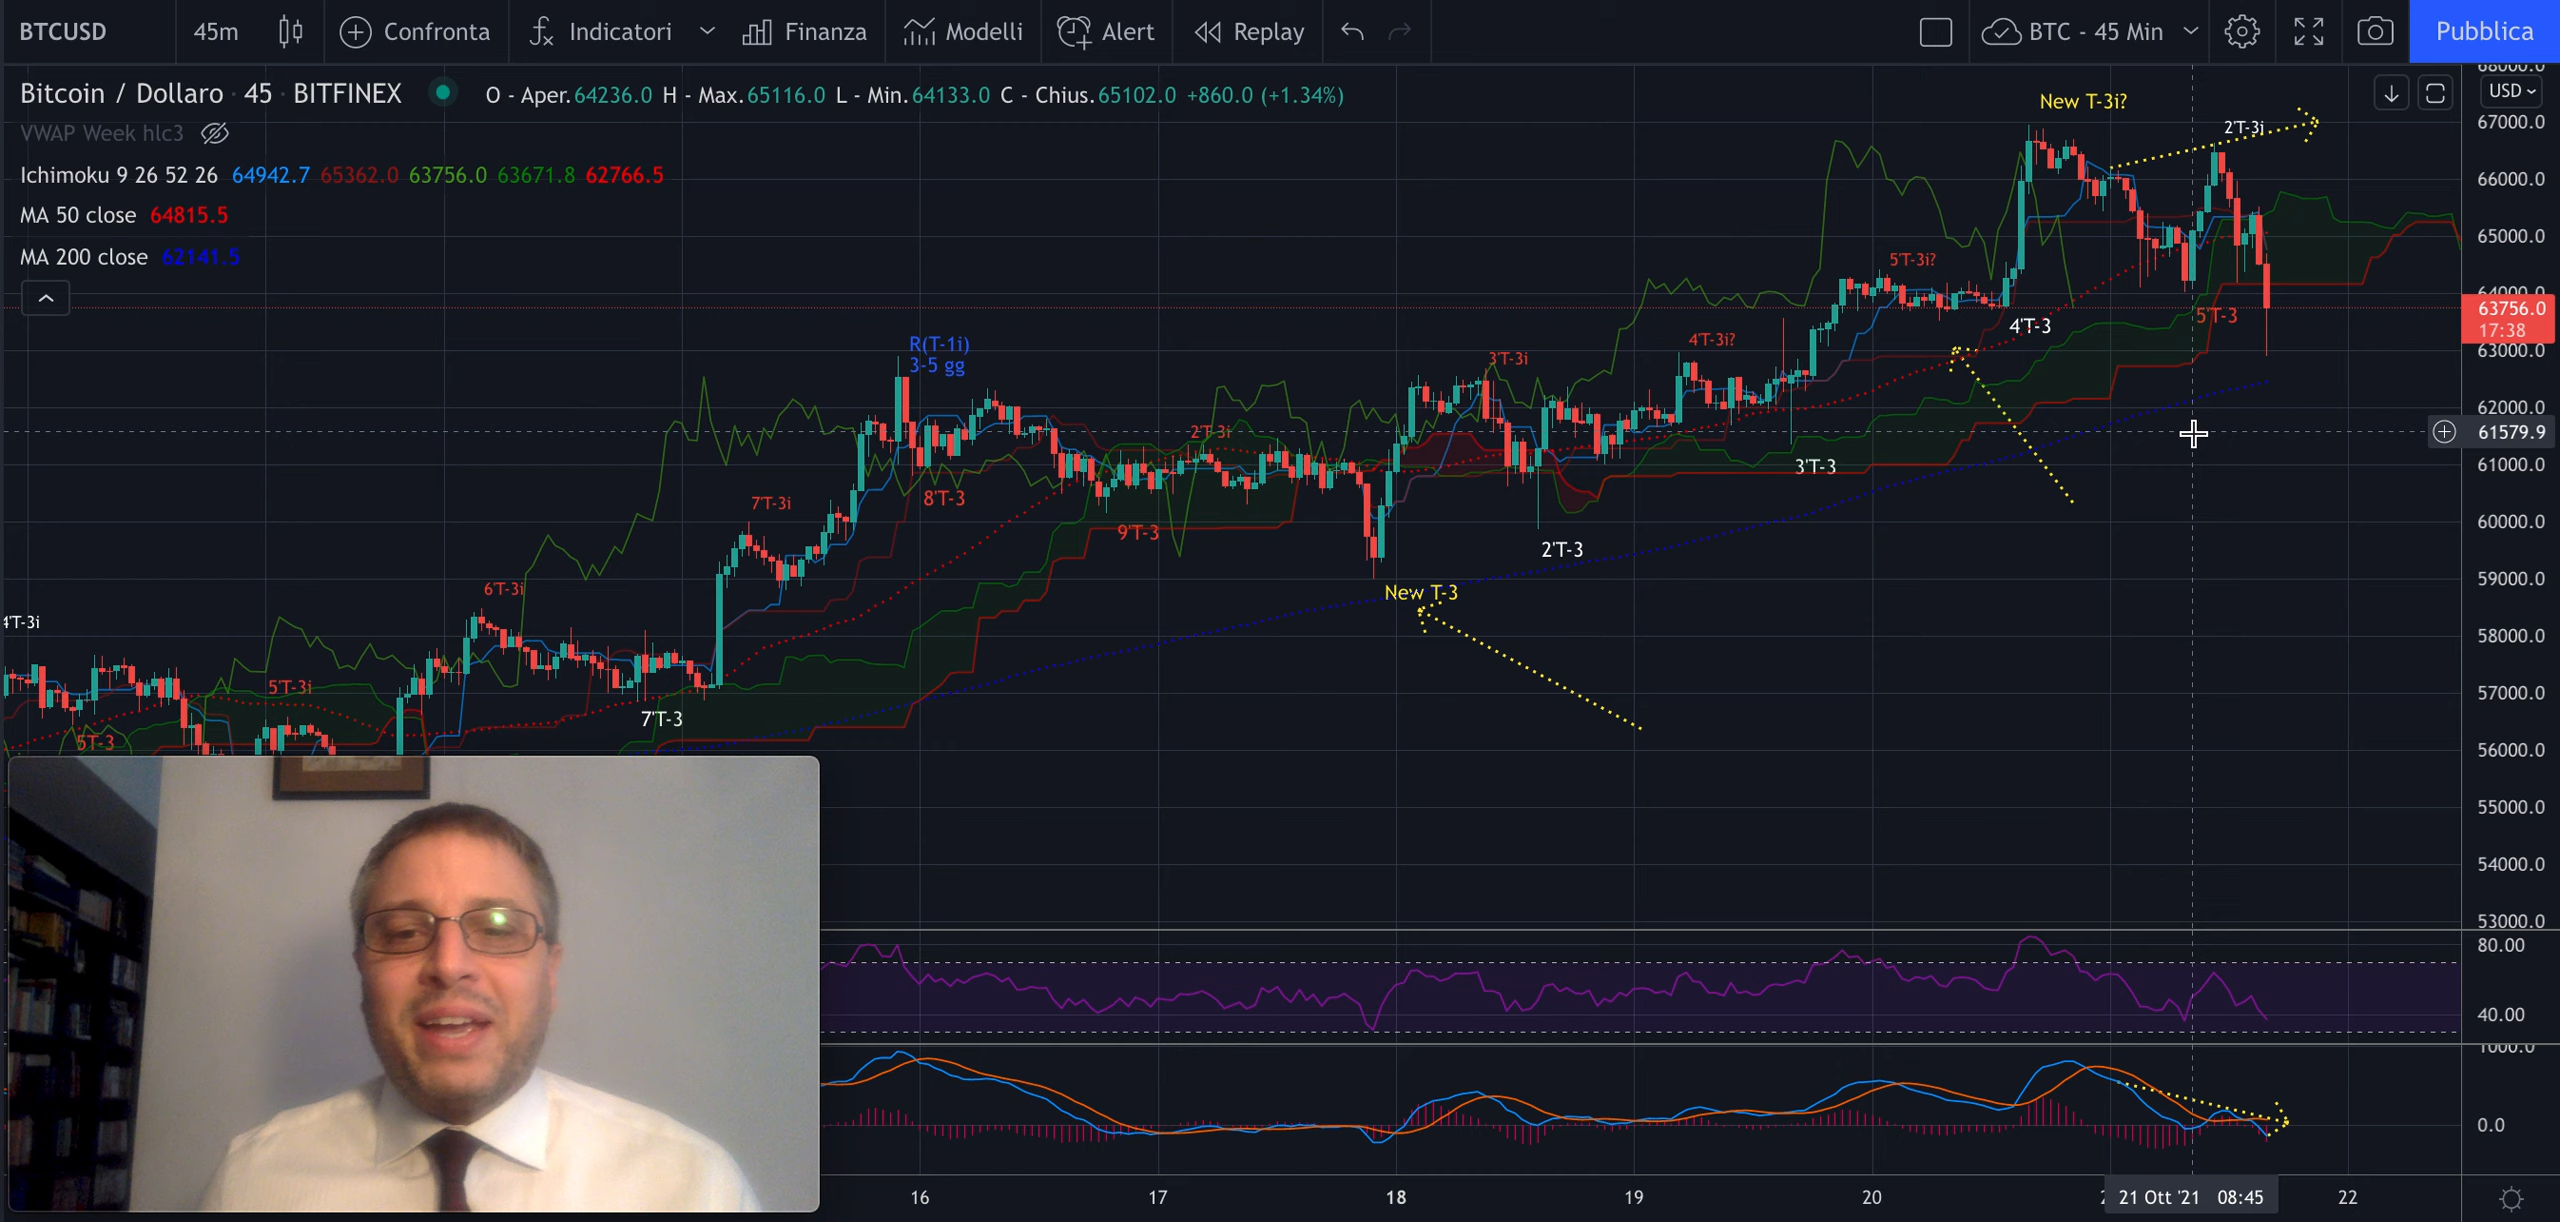 BTCUSD 45m Confronta Indicatori Finanza Modelli Alert Replay BTC - 45 Min Pubblica
Bitcoin / Dollaro · 45 · BITFINEX O - Aper.64236.0 H - Max.65116.0 L - Min.64133.0 C - Chius.65102.0 +860.0 (+1.34%)
USD
VWAP Week hlc3
Ichimoku 9 26 52 26 64942.7 65362.0 63756.0 63671.8 62766.5
MA 50 close 64815.5
MA 200 close 62141.5
New T-3i?
2'T-3i
5'T-3i?
4'T-3
5'T-3
R(T-1i)
3-5 gg
3'T-3i
4'T-3i?
2'T-3i
3'T-3
7'T-3i
8'T-3
9'T-3
2'T-3
6'T-3i
New T-3
4'T-3i
5'T-3i
7'T-3
5T-3
68000.0
67000.0
66000.0
65000.0
64000.0
63756.0
17:38
63000.0
62000.0
61579.9
61000.0
60000.0
59000.0
58000.0
57000.0
56000.0
55000.0
54000.0
53000.0
80.00
40.00
1000.0
0.0
16 17 18 19 20 21 Ott '21 08:45 22